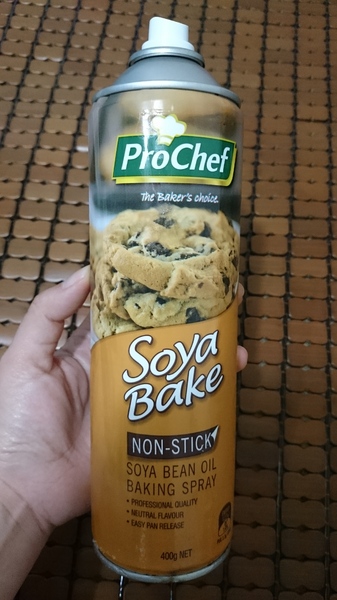 ProChef
The Baker's choice
Soya
Bake
NON-STICK
SOYA BEAN OIL
BAKING SPRAY
• PROFESSIONAL QUALITY
• NEUTRAL FLAVOUR
• EASY PAN RELEASE
400g NET